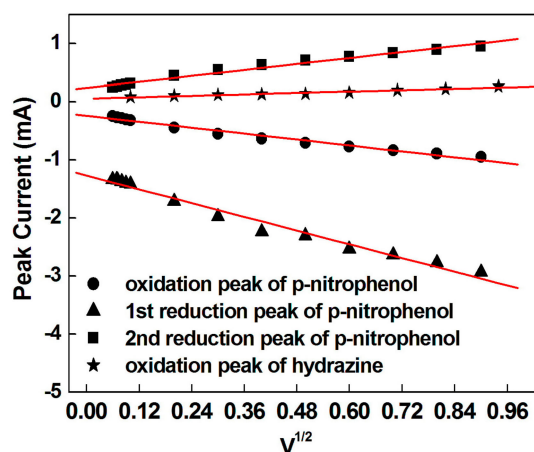 1
0
-1
-2
-3
-4
-5
Peak Current (mA)
oxidation peak of p-nitrophenol
1st reduction peak of p-nitrophenol
2nd reduction peak of p-nitrophenol
oxidation peak of hydrazine
0.00 0.12 0.24 0.36 0.48 0.60 0.72 0.84 0.96
V^1/2